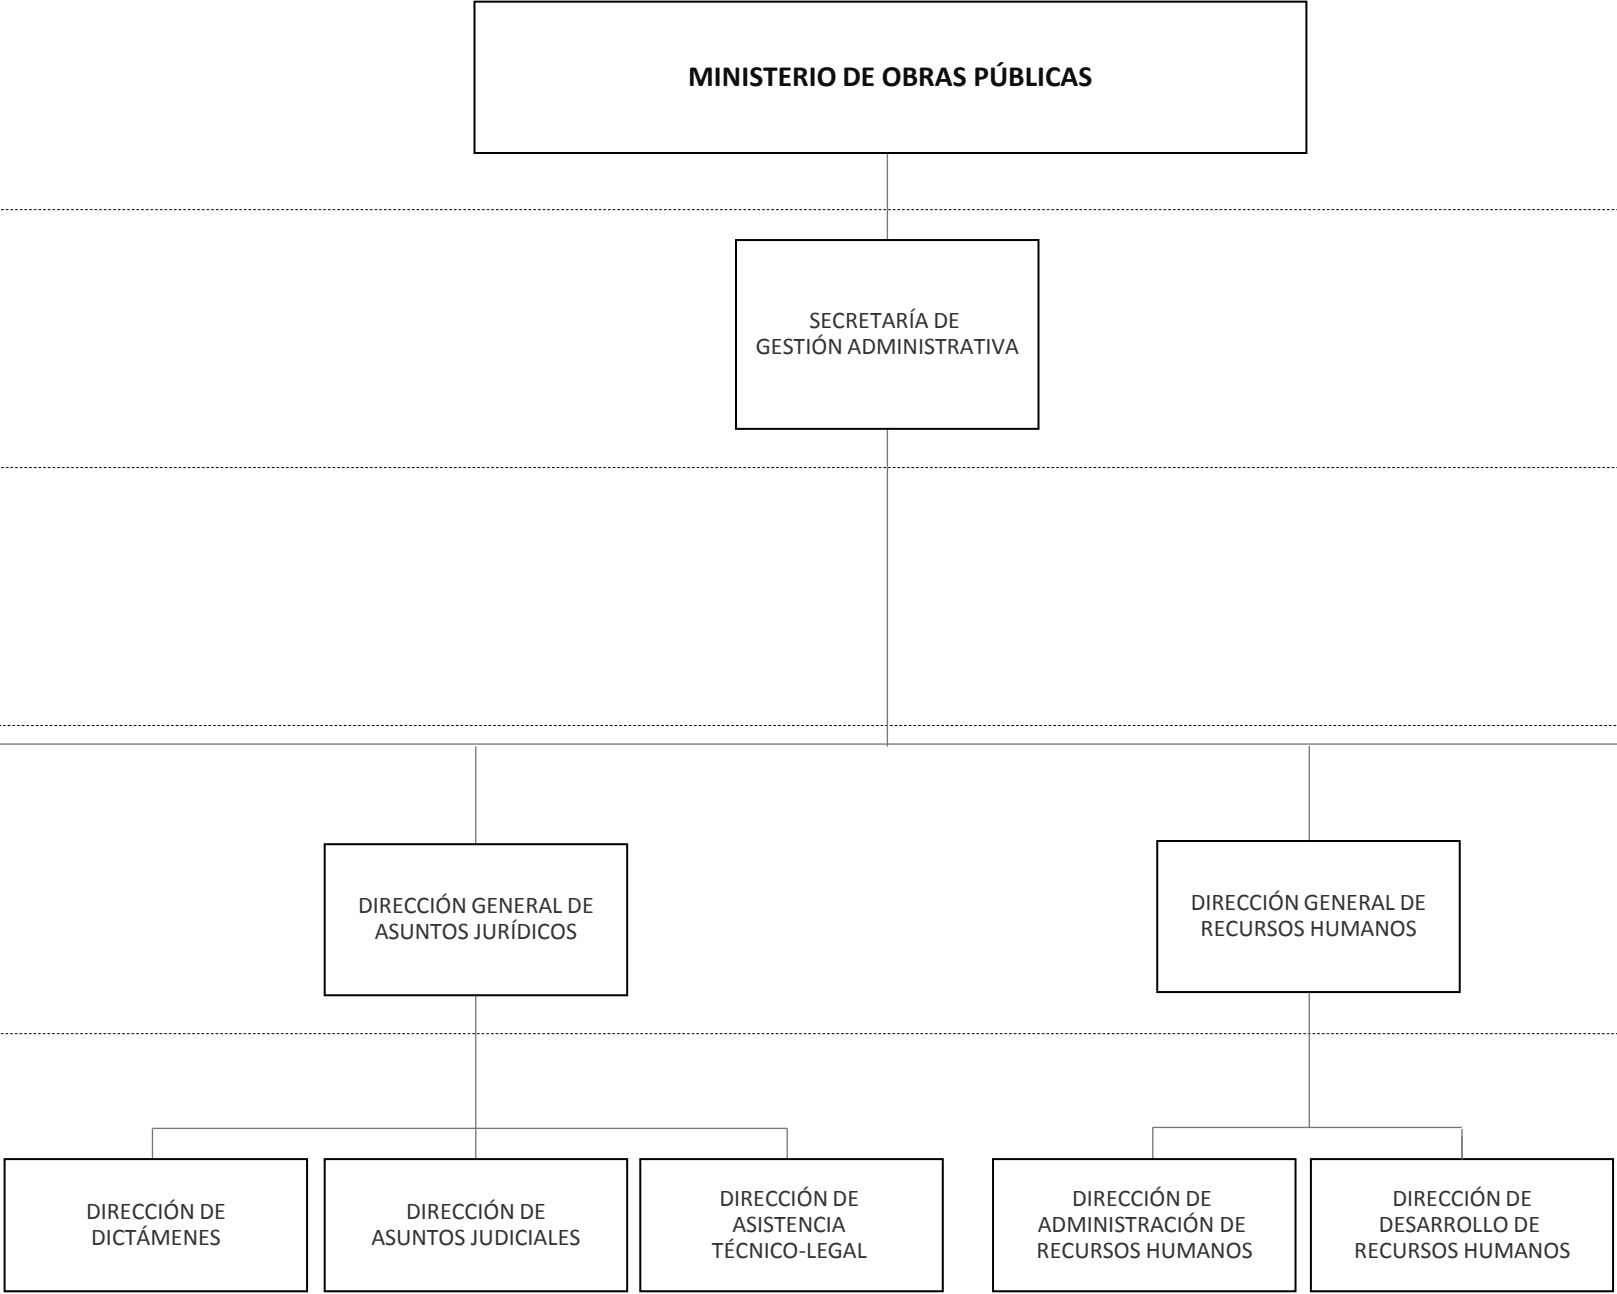 MINISTERIO DE OBRAS PÚBLICAS
SECRETARÍA DE
GESTIÓN ADMINISTRATIVA
DIRECCIÓN GENERAL DE
ASUNTOS JURÍDICOS
DIRECCIÓN GENERAL DE
RECURSOS HUMANOS
DIRECCIÓN DE
DICTÁMENES
DIRECCIÓN DE
ASUNTOS JUDICIALES
DIRECCIÓN DE
ASISTENCIA
TÉCNICO-LEGAL
DIRECCIÓN DE
ADMINISTRACIÓN DE
RECURSOS HUMANOS
DIRECCIÓN DE
DESARROLLO DE
RECURSOS HUMANOS